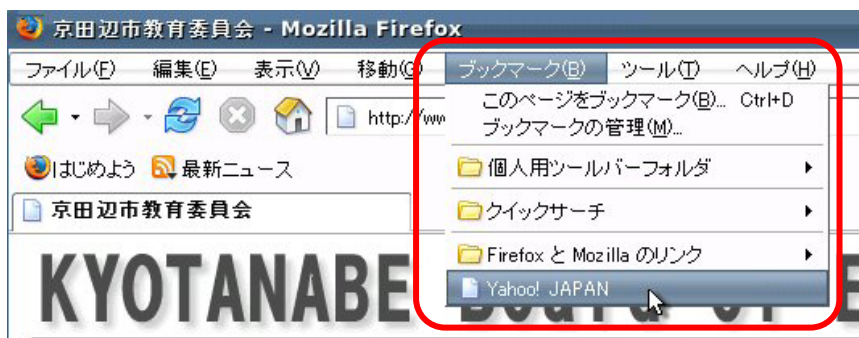 京田辺市教育委員会 - Mozilla Firefox
ファイル(F) 編集(E) 表示(V) 移動(G) ブックマーク(B) ツール(T) ヘルプ(H)
このページをブックマーク(B)... Ctrl+D
http://ww
ブックマークの管理(M)...
はじめよう 最新ニュース
個人用ツールバーフォルダ
京田辺市教育委員会
クイックサーチ
Firefox と Mozilla のリンク
KYOTANABE Board of E
Yahoo! JAPAN